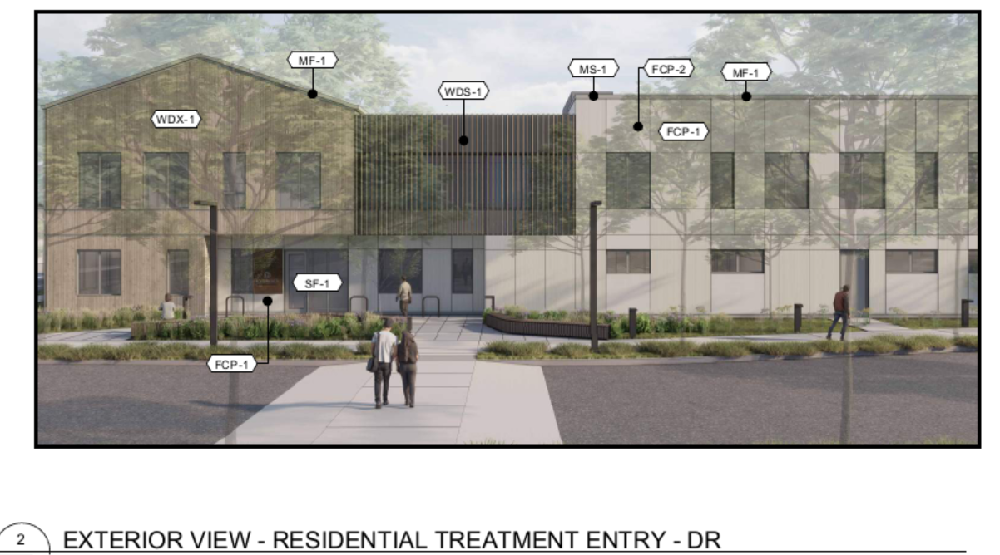 MF-1
MS-1
FCP-2
MF-1
WDS-1
WDX-1
FCP-1
SF-1
FCP-1
2
EXTERIOR VIEW - RESIDENTIAL TREATMENT ENTRY - DR